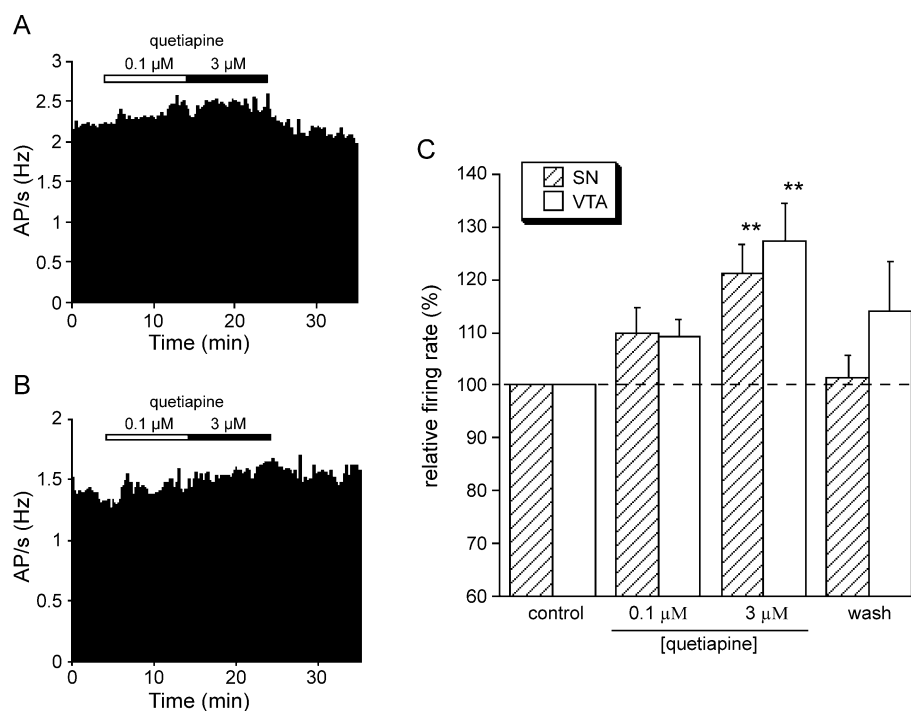 A
quetiapine
0.1 µM 3 µM
3
2.5
2
1.5
1
0.5
0
AP/s (Hz)
0 10 20 30
Time (min)
B
quetiapine
0.1 µM 3 µM
2
1.5
1
0.5
0
AP/s (Hz)
0 10 20 30
Time (min)
C
SN
VTA
** **
140
130
120
110
100
90
80
70
60
relative firing rate (%)
control 0.1 µM 3 µM wash
[quetiapine]